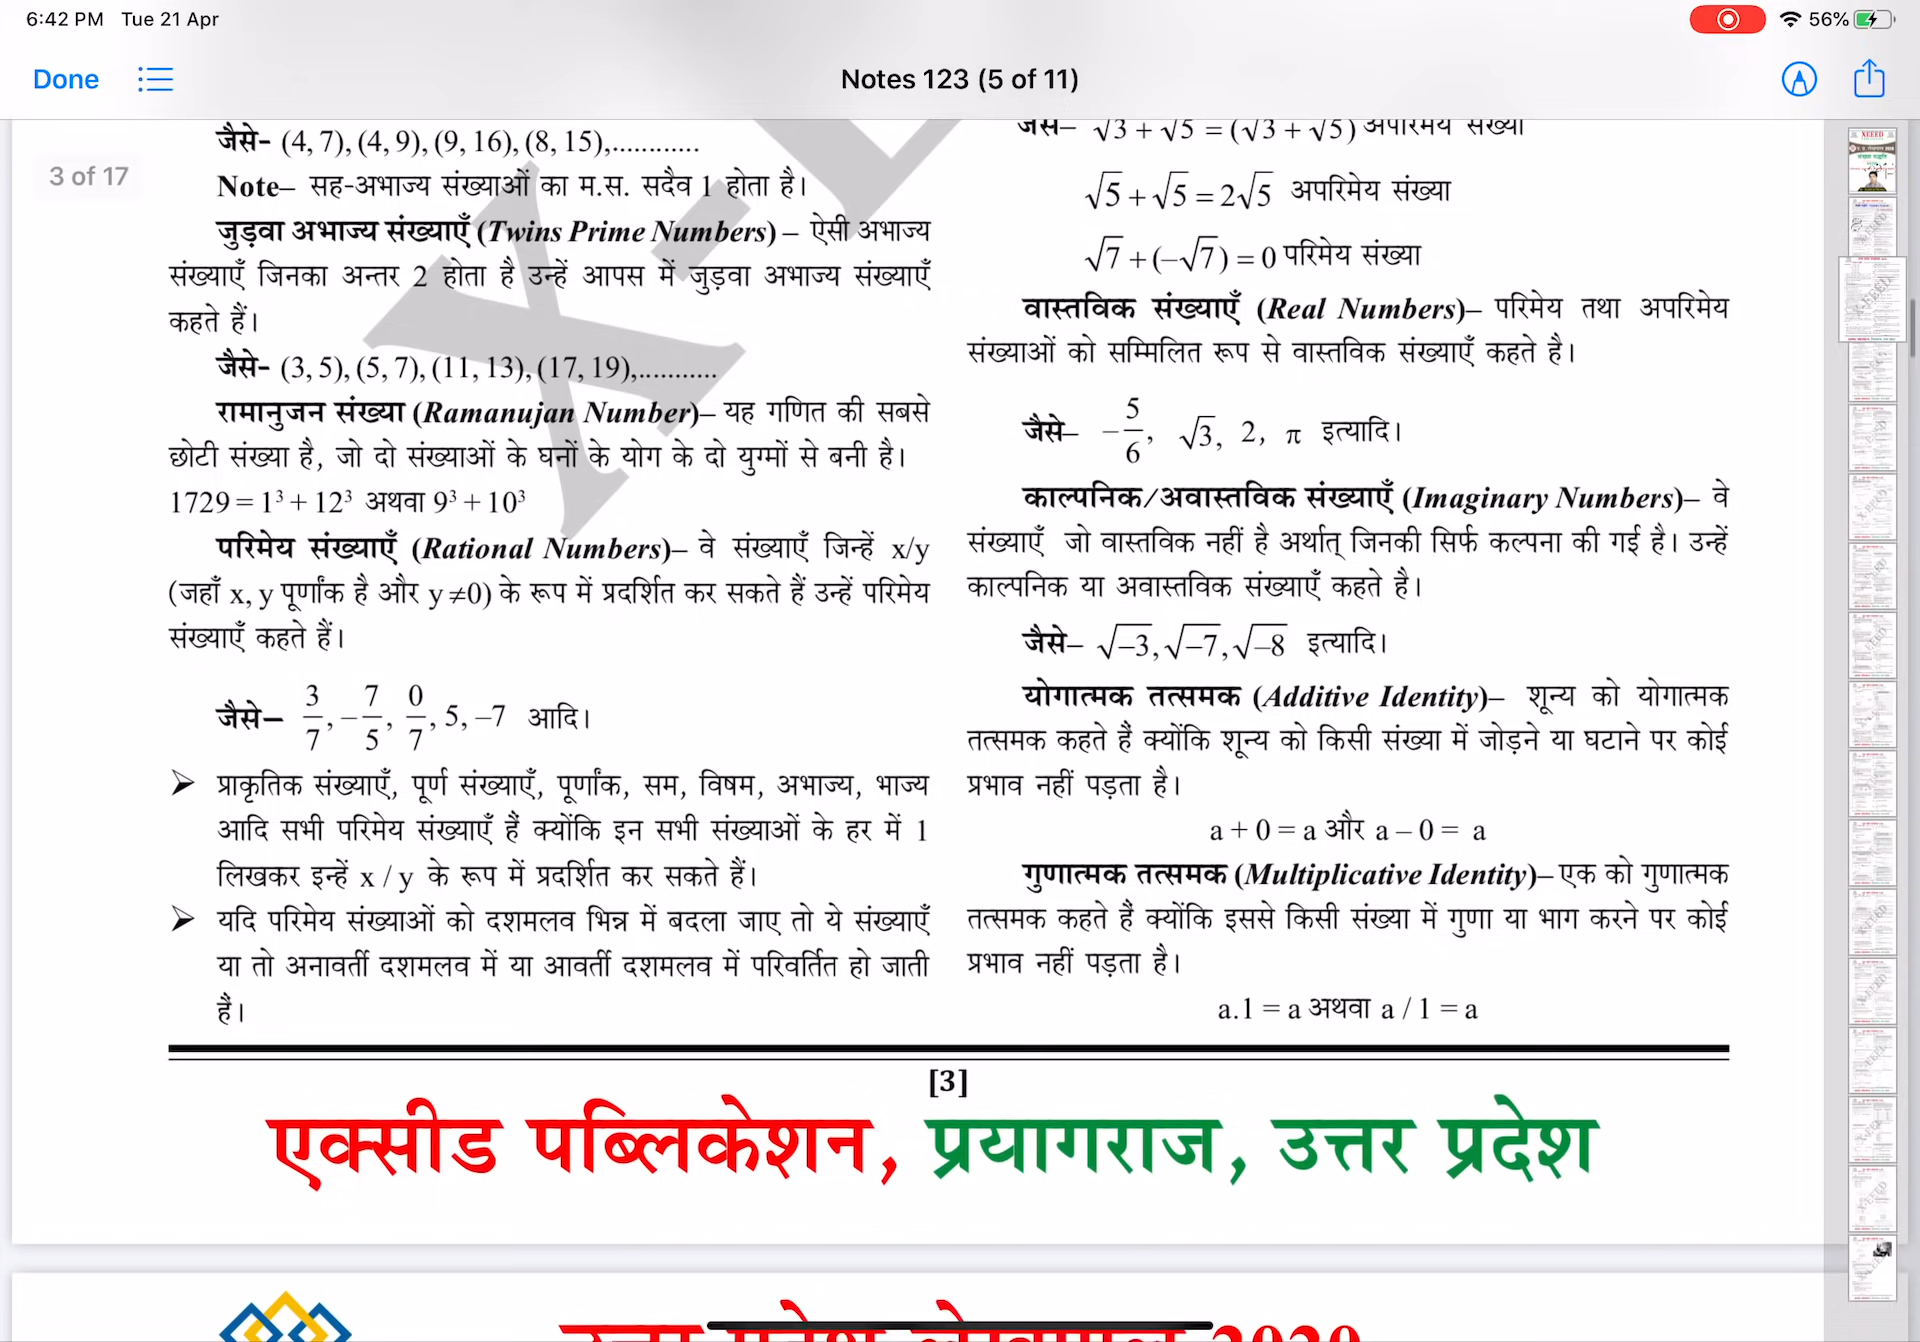 6:42 PM Tue 21 Apr
56%
Done
Notes 123 (5 of 11)
3 of 17
जैसे- (4, 7), (4, 9), (9, 16), (8, 15),............
Note– सह-अभाज्य संख्याओं का म.स. सदैव 1 होता है।
जुड़वा अभाज्य संख्याएँ (Twins Prime Numbers) – ऐसी अभाज्य
संख्याएँ जिनका अन्तर 2 होता है उन्हें आपस में जुड़वा अभाज्य संख्याएँ
कहते हैं।
जैसे- (3, 5), (5, 7), (11, 13), (17, 19),...........
रामानुजन संख्या (Ramanujan Number)– यह गणित की सबसे
छोटी संख्या है, जो दो संख्याओं के घनों के योग के दो युग्मों से बनी है।
1729 = 1³ + 12³ अथवा 9³ + 10³
परिमेय संख्याएँ (Rational Numbers)– वे संख्याएँ जिन्हें x/y
(जहाँ x, y पूर्णांक है और y ≠0) के रूप में प्रदर्शित कर सकते हैं उन्हें परिमेय
संख्याएँ कहते हैं।
जैसे– 3/7, –7/5, 0/7, 5, –7 आदि।
➢ प्राकृतिक संख्याएँ, पूर्ण संख्याएँ, पूर्णांक, सम, विषम, अभाज्य, भाज्य
आदि सभी परिमेय संख्याएँ हैं क्योंकि इन सभी संख्याओं के हर में 1
लिखकर इन्हें x / y के रूप में प्रदर्शित कर सकते हैं।
➢ यदि परिमेय संख्याओं को दशमलव भिन्न में बदला जाए तो ये संख्याएँ
या तो अनावर्ती दशमलव में या आवर्ती दशमलव में परिवर्तित हो जाती
हैं।
जैसे– √3 + √5 = (√3 + √5) अपरिमेय संख्या
√5 + √5 = 2√5 अपरिमेय संख्या
√7 + (–√7) = 0 परिमेय संख्या
वास्तविक संख्याएँ (Real Numbers)– परिमेय तथा अपरिमेय
संख्याओं को सम्मिलित रूप से वास्तविक संख्याएँ कहते है।
जैसे– –5/6, √3, 2, π इत्यादि।
काल्पनिक/अवास्तविक संख्याएँ (Imaginary Numbers)– वे
संख्याएँ जो वास्तविक नहीं है अर्थात् जिनकी सिर्फ कल्पना की गई है। उन्हें
काल्पनिक या अवास्तविक संख्याएँ कहते है।
जैसे– √–3, √–7, √–8 इत्यादि।
योगात्मक तत्समक (Additive Identity)– शून्य को योगात्मक
तत्समक कहते हैं क्योंकि शून्य को किसी संख्या में जोड़ने या घटाने पर कोई
प्रभाव नहीं पड़ता है।
a + 0 = a और a – 0 = a
गुणात्मक तत्समक (Multiplicative Identity)– एक को गुणात्मक
तत्समक कहते हैं क्योंकि इससे किसी संख्या में गुणा या भाग करने पर कोई
प्रभाव नहीं पड़ता है।
a.1 = a अथवा a / 1 = a
[3]
एक्सीड पब्लिकेशन, प्रयागराज, उत्तर प्रदेश